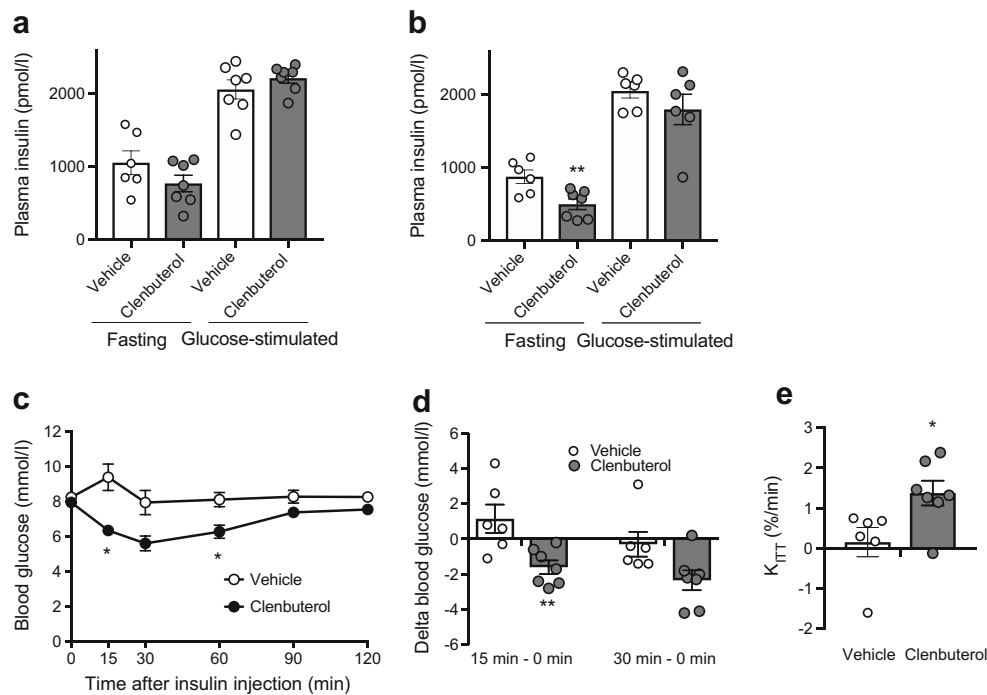 a
Plasma insulin (pmol/l)
2000
1000
0
Vehicle
Clenbuterol
Vehicle
Clenbuterol
Fasting
Glucose-stimulated
b
Plasma insulin (pmol/l)
2000
1000
0
**
Vehicle
Clenbuterol
Vehicle
Clenbuterol
Fasting
Glucose-stimulated
c
Blood glucose (mmol/l)
12
10
8
6
4
2
0
*
*
Vehicle
Clenbuterol
0 15 30 60 90 120
Time after insulin injection (min)
d
Delta blood glucose (mmol/l)
6
4
2
0
-2
-4
-6
Vehicle
Clenbuterol
**
15 min - 0 min
30 min - 0 min
e
KITT (%/min)
3
2
1
0
-1
-2
*
Vehicle Clenbuterol